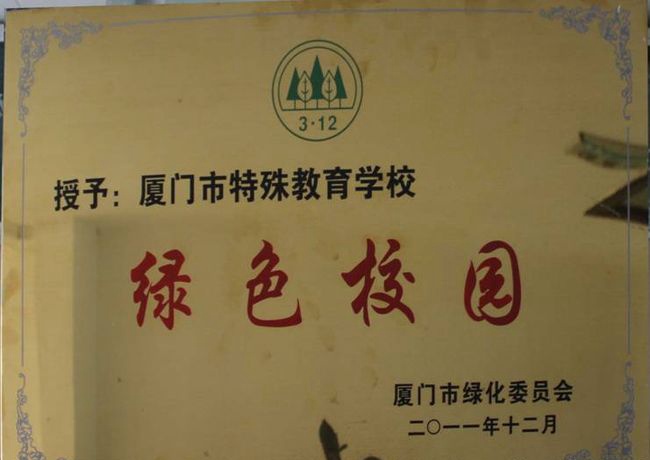 3·12
授予：厦门市特殊教育学校
绿色校园
厦门市绿化委员会
二〇一一年十二月